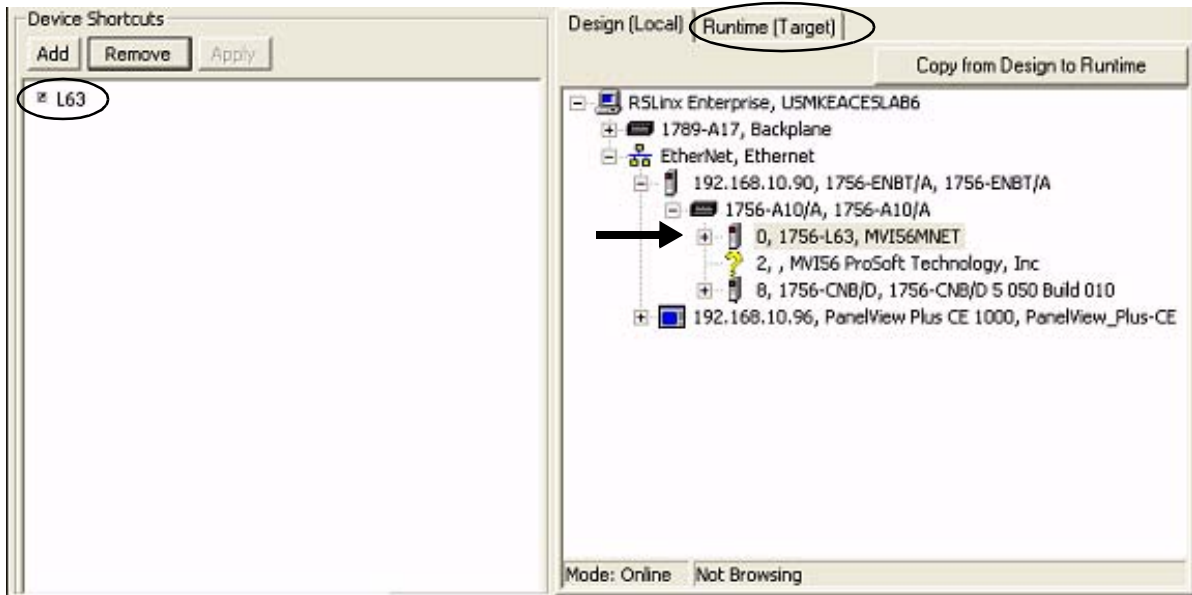 Device Shortcuts
Add Remove Apply
L63
Design (Local) Runtime (Target)
Copy from Design to Runtime
RSLinx Enterprise, USMKEACESLAB6
1789-A17, Backplane
EtherNet, Ethernet
192.168.10.90, 1756-ENBT/A, 1756-ENBT/A
1756-A10/A, 1756-A10/A
0, 1756-L63, MVI56MNET
2, , MVI56 ProSoft Technology, Inc
8, 1756-CNB/D, 1756-CNB/D 5 050 Build 010
192.168.10.96, PanelView Plus CE 1000, PanelView_Plus-CE
Mode: Online Not Browsing